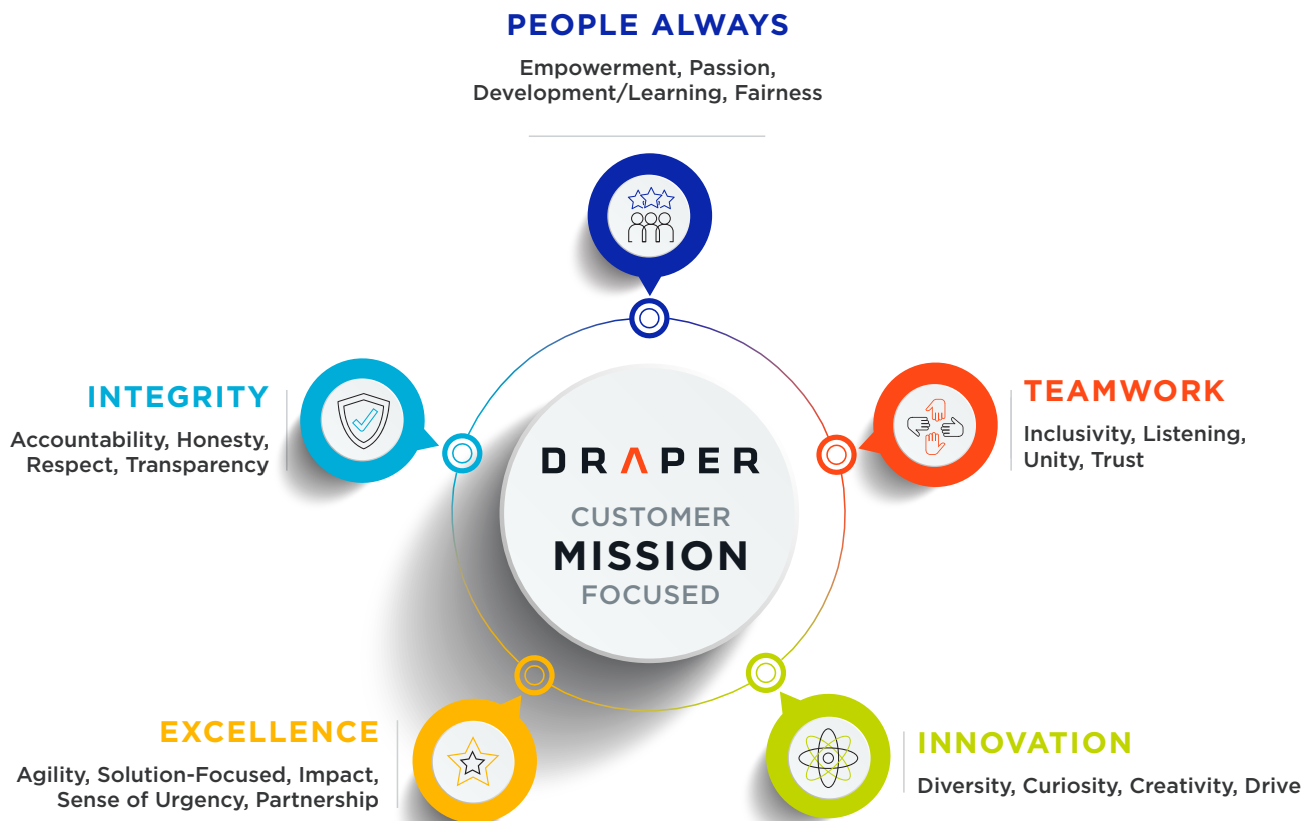 PEOPLE ALWAYS
Empowerment, Passion,
Development/Learning, Fairness
INTEGRITY
Accountability, Honesty,
Respect, Transparency
TEAMWORK
Inclusivity, Listening,
Unity, Trust
DRAPER
CUSTOMER
MISSION
FOCUSED
EXCELLENCE
Agility, Solution-Focused, Impact,
Sense of Urgency, Partnership
INNOVATION
Diversity, Curiosity, Creativity, Drive